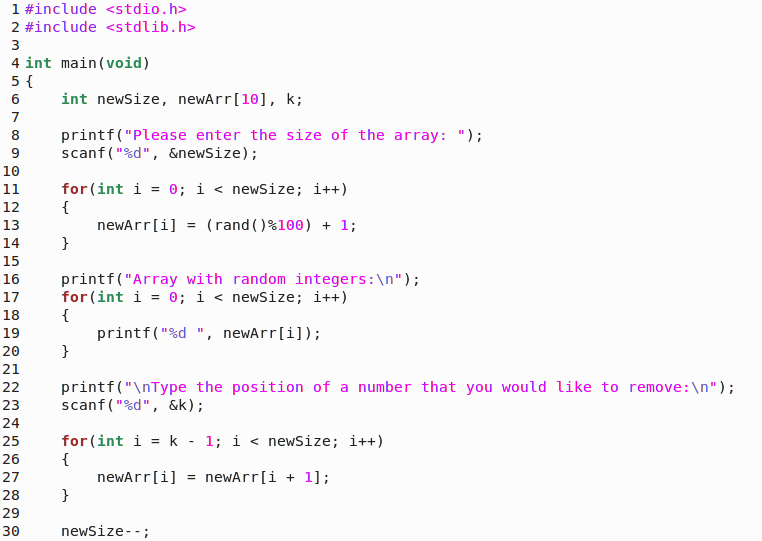 1 #include <stdio.h>
2 #include <stdlib.h>
3
4 int main(void)
5 {
6     int newSize, newArr[10], k;
7
8     printf("Please enter the size of the array: ");
9     scanf("%d", &newSize);
10
11     for(int i = 0; i < newSize; i++)
12     {
13         newArr[i] = (rand()%100) + 1;
14     }
15
16     printf("Array with random integers:\n");
17     for(int i = 0; i < newSize; i++)
18     {
19         printf("%d ", newArr[i]);
20     }
21
22     printf("\nType the position of a number that you would like to remove:\n");
23     scanf("%d", &k);
24
25     for(int i = k - 1; i < newSize; i++)
26     {
27         newArr[i] = newArr[i + 1];
28     }
29
30     newSize--;